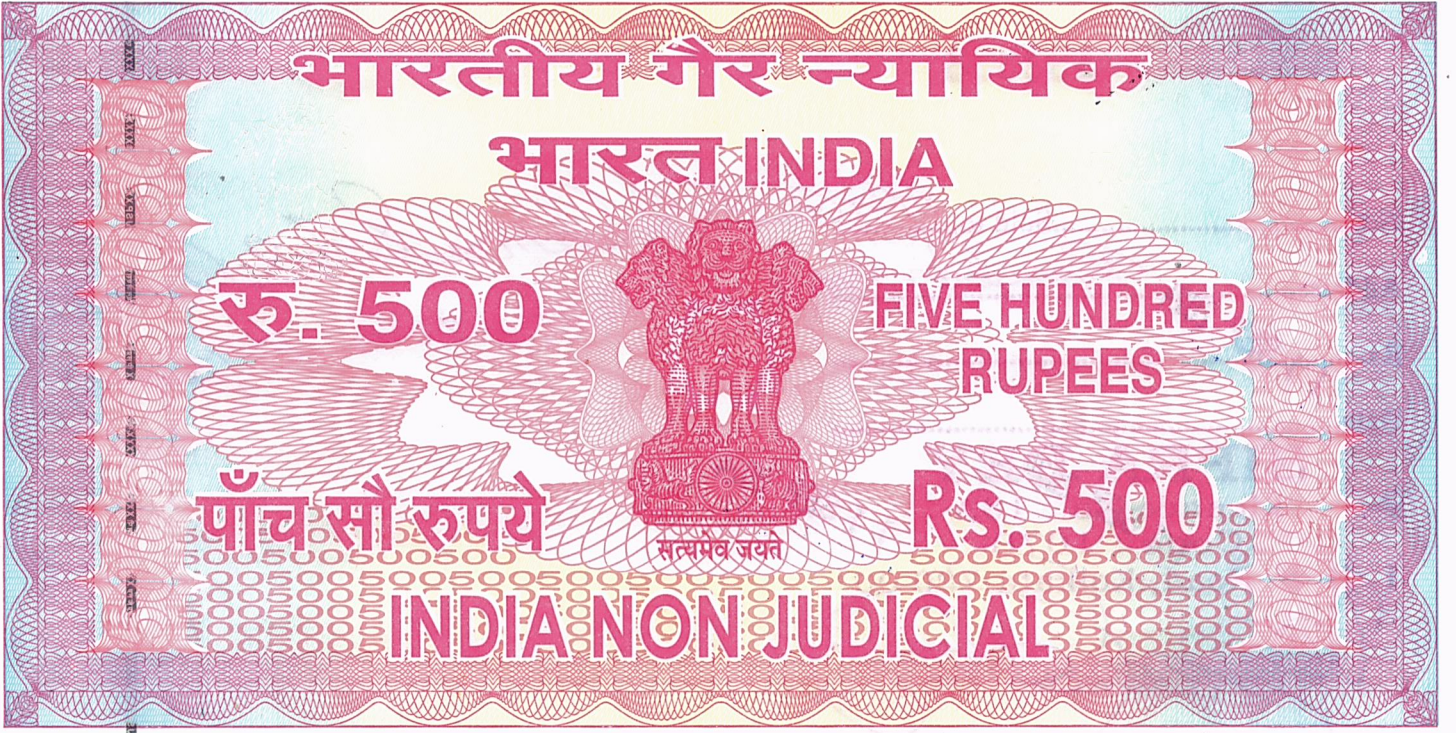 भारतीय गैर न्यायिक
भारत INDIA
रु. 500
FIVE HUNDRED
RUPEES
पाँच सौ रुपये
Rs. 500
सत्यमेव जयते
INDIA NON JUDICIAL